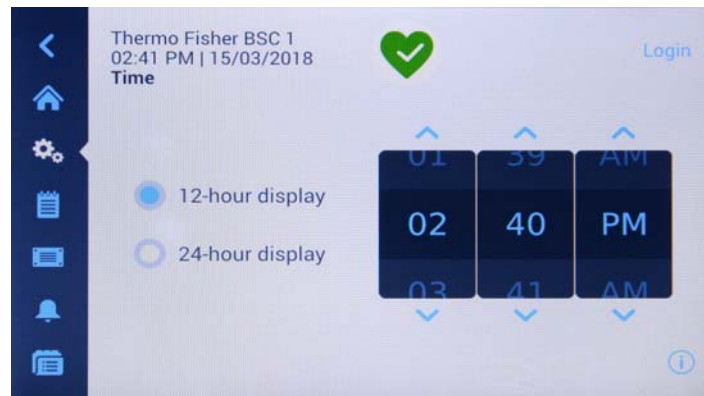 Thermo Fisher BSC 1
02:41 PM | 15/03/2018
Time
Login
12-hour display
24-hour display
01 39 AM
02 40 PM
03 41 AM